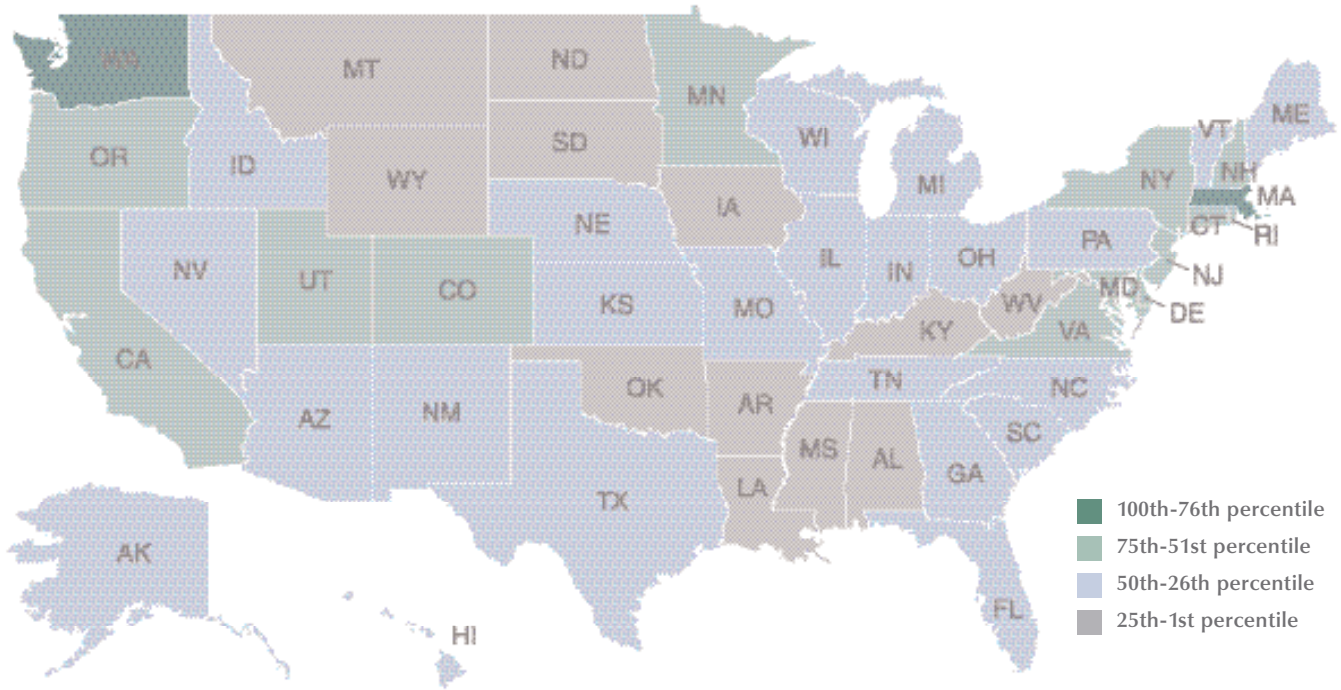 WA
MT
ND
MN
OR
ID
WY
SD
WI
MI
VT
ME
NY
NH
MA
CT
RI
NV
UT
CO
NE
IA
IL
IN
OH
PA
NJ
MD
DE
CA
KS
MO
KY
WV
VA
AZ
NM
OK
AR
TN
NC
SC
MS
AL
GA
LA
TX
AK
HI
FL
100th-76th percentile
75th-51st percentile
50th-26th percentile
25th-1st percentile